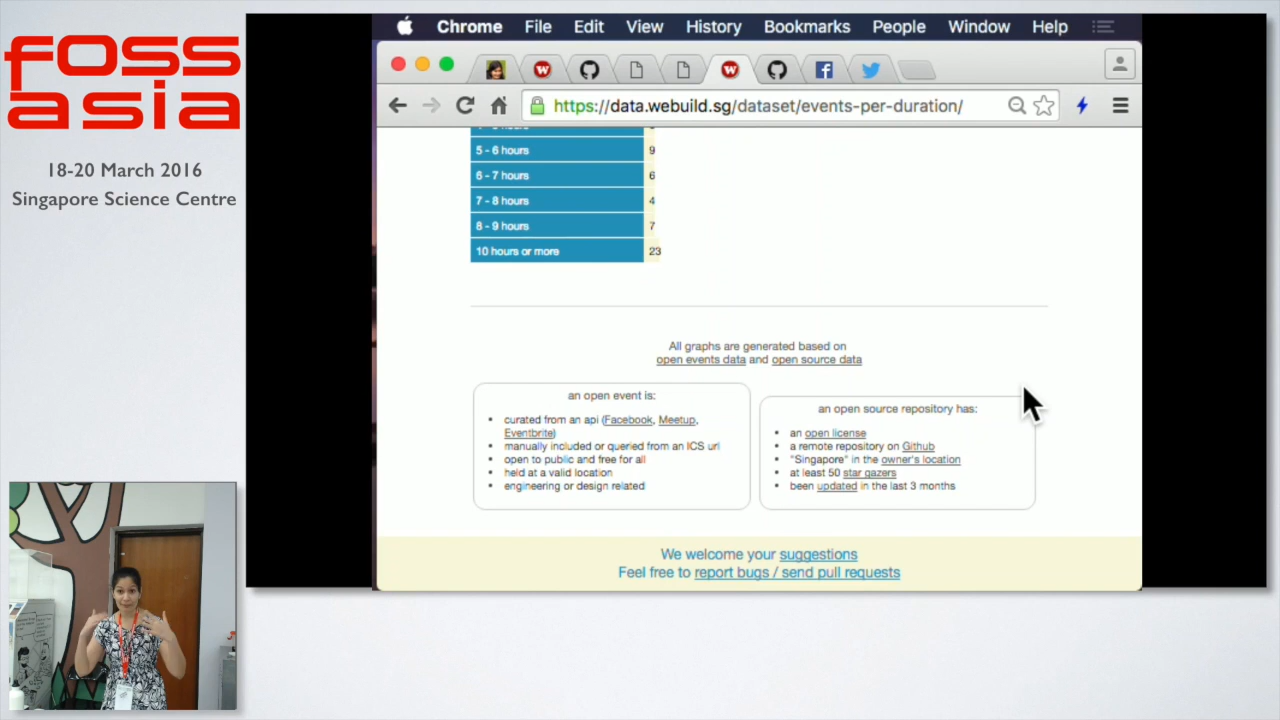 foss
asia
18-20 March 2016
Singapore Science Centre
Chrome File Edit View History Bookmarks People Window Help
https://data.webuild.sg/dataset/events-per-duration/
5 - 6 hours 9
6 - 7 hours 6
7 - 8 hours 4
8 - 9 hours 7
10 hours or more 23
All graphs are generated based on
open events data and open source data
an open event is:
• curated from an api (Facebook, Meetup,
Eventbrite)
• manually included or queried from an ICS url
• open to public and free for all
• held at a valid location
• engineering or design related
an open source repository has:
• an open license
• a remote repository on Github
• "Singapore" in the owner's location
• at least 50 star gazers
• been updated in the last 3 months
We welcome your suggestions
Feel free to report bugs / send pull requests